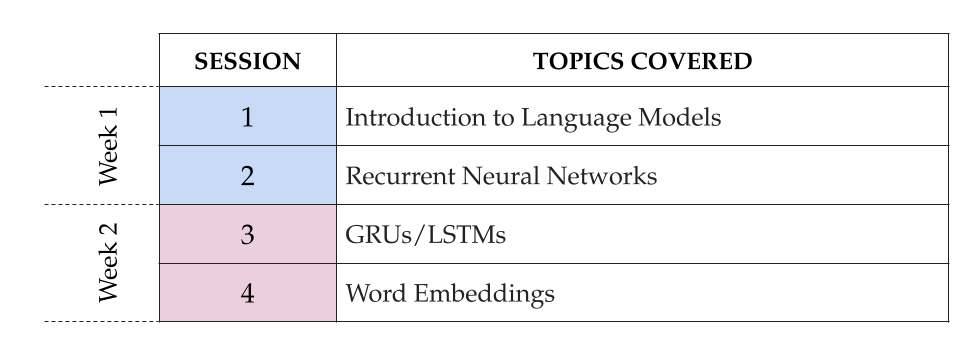 SESSION TOPICS COVERED
Week 1
1 Introduction to Language Models
2 Recurrent Neural Networks
Week 2
3 GRUs/LSTMs
4 Word Embeddings